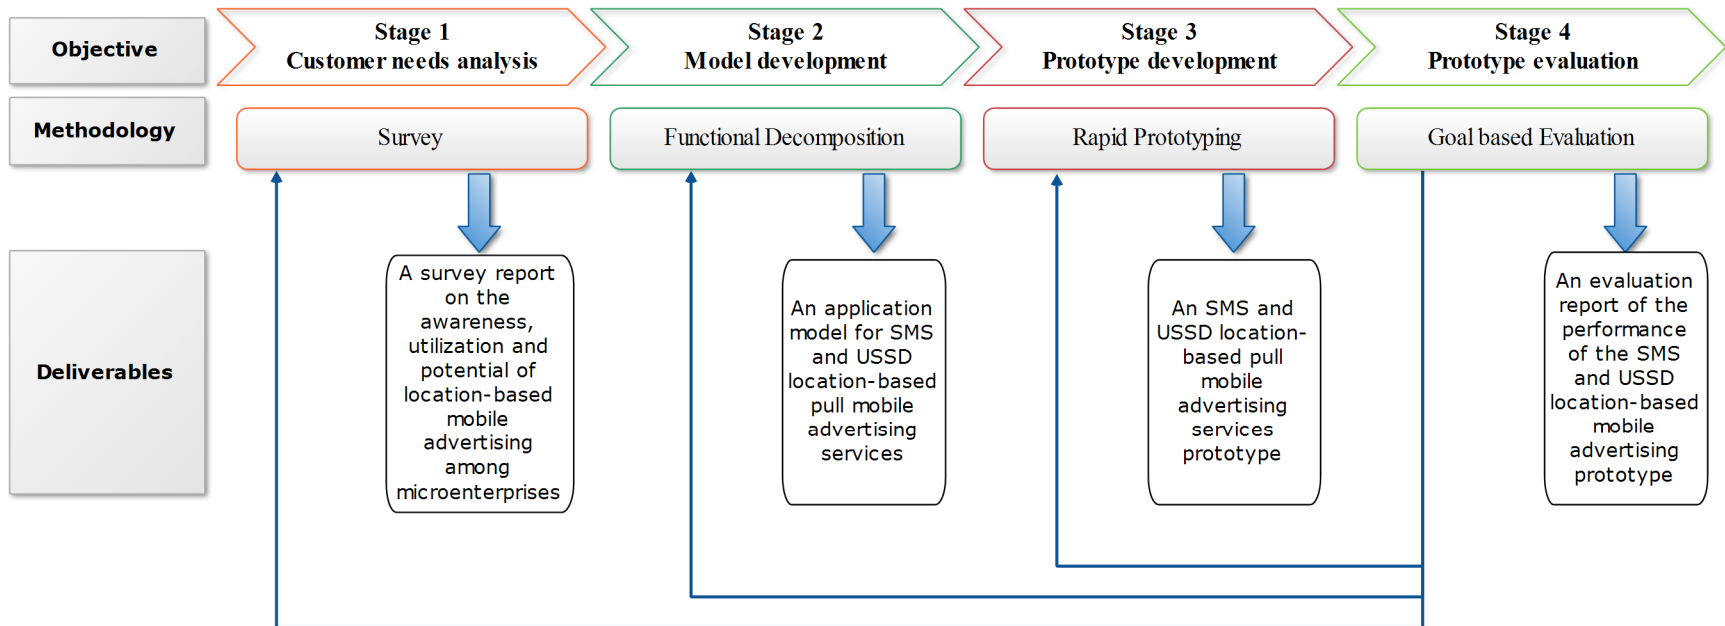 Objective
Stage 1
Customer needs analysis
Stage 2
Model development
Stage 3
Prototype development
Stage 4
Prototype evaluation
Methodology
Survey
Functional Decomposition
Rapid Prototyping
Goal based Evaluation
Deliverables
A survey report
on the
awareness,
utilization and
potential of
location-based
mobile
advertising
among
microenterprises
An application
model for SMS
and USSD
location-based
pull mobile
advertising
services
An SMS and
USSD location-
based pull
mobile
advertising
services
prototype
An evaluation
report of the
performance
of the SMS
and USSD
location-based
mobile
advertising
prototype